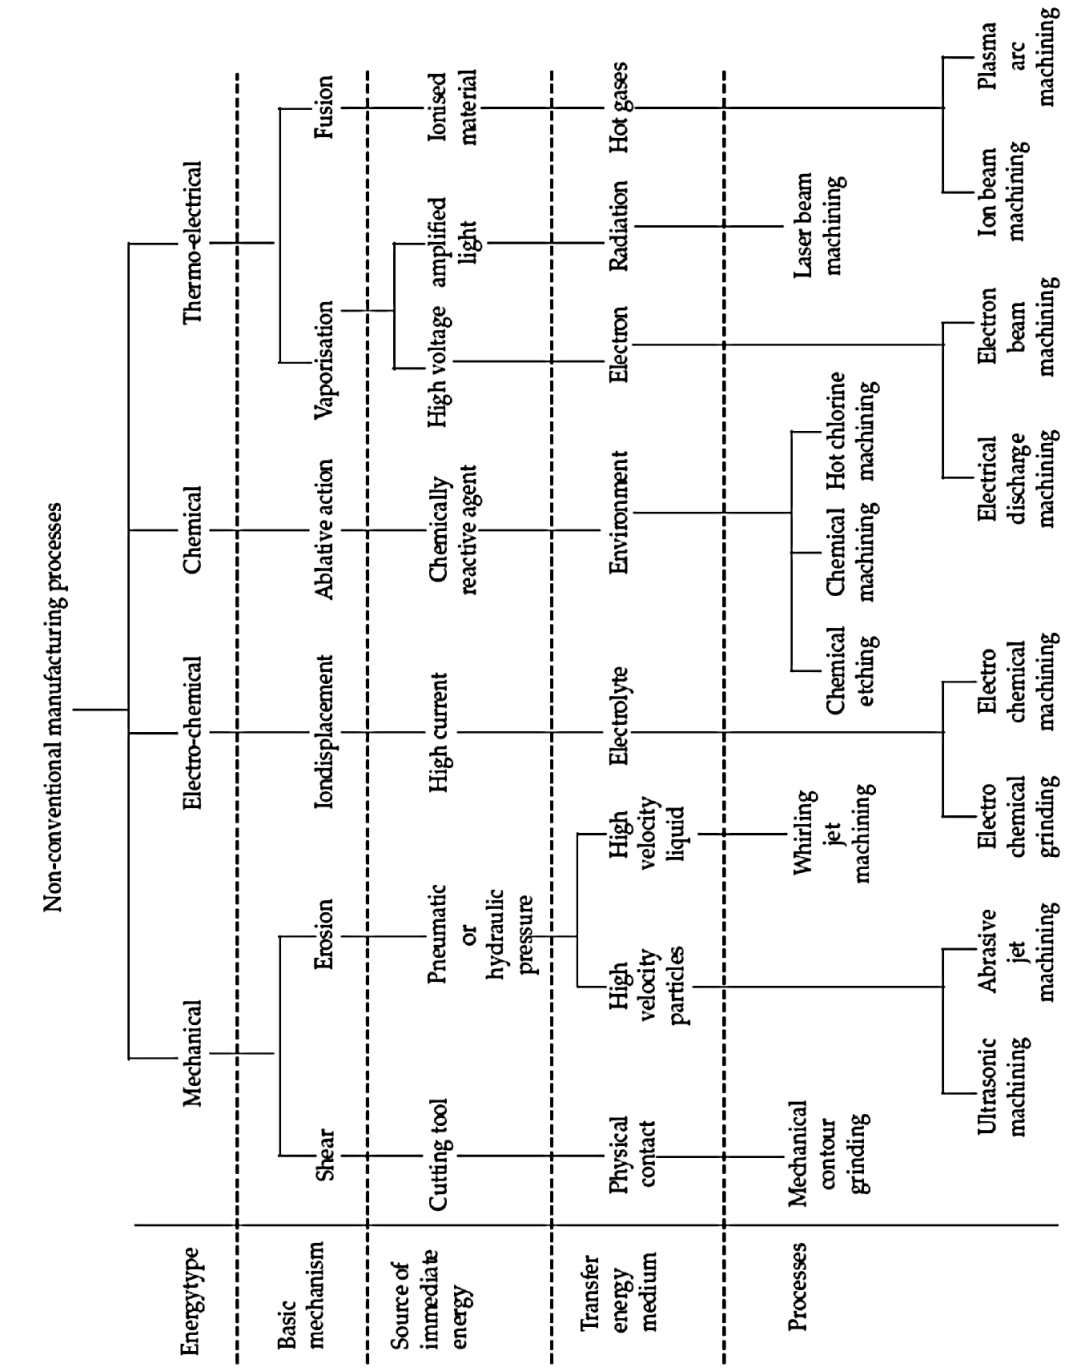 Non-conventional manufacturing processes
Energytype
Mechanical
Electro-chemical
Chemical
Thermo-electrical
Basic
mechanism
Shear
Erosion
Iondisplacement
Ablative action
Vaporisation
Fusion
Source of
immediate
energy
Cutting tool
Pneumatic
or
hydraulic
pressure
High current
Chemically
reactive agent
High voltage
amplified
light
Ionised
material
Transfer
energy
medium
Physical
contact
High
velocity
particles
High
velocity
liquid
Electrolyte
Environment
Electron
Radiation
Hot gases
Processes
Mechanical
contour
grinding
Whirling
jet
machining
Chemical
etching
Chemical
machining
Hot chlorine
machining
Laser beam
machining
Ultrasonic
machining
Abrasive
jet
machining
Electro
chemical
grinding
Electro
chemical
machining
Electrical
discharge
machining
Electron
beam
machining
Ion beam
machining
Plasma
arc
machining